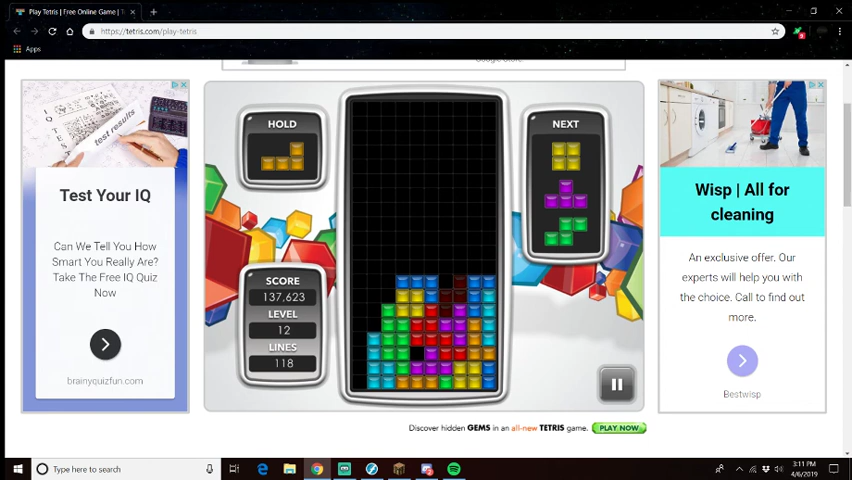 Play Tetris | Free Online Game | T
https://tetris.com/play-tetris
Apps
Google Store.
test results
Test Your IQ
Can We Tell You How
Smart You Really Are?
Take The Free IQ Quiz
Now
brainyquizfun.com
HOLD
SCORE
137,623
LEVEL
12
LINES
118
NEXT
Discover hidden GEMS in an all-new TETRIS game. PLAY NOW
Wisp | All for
cleaning
An exclusive offer. Our
experts will help you with
the choice. Call to find out
more.
Bestwisp
Type here to search
3:11 PM
4/6/2019